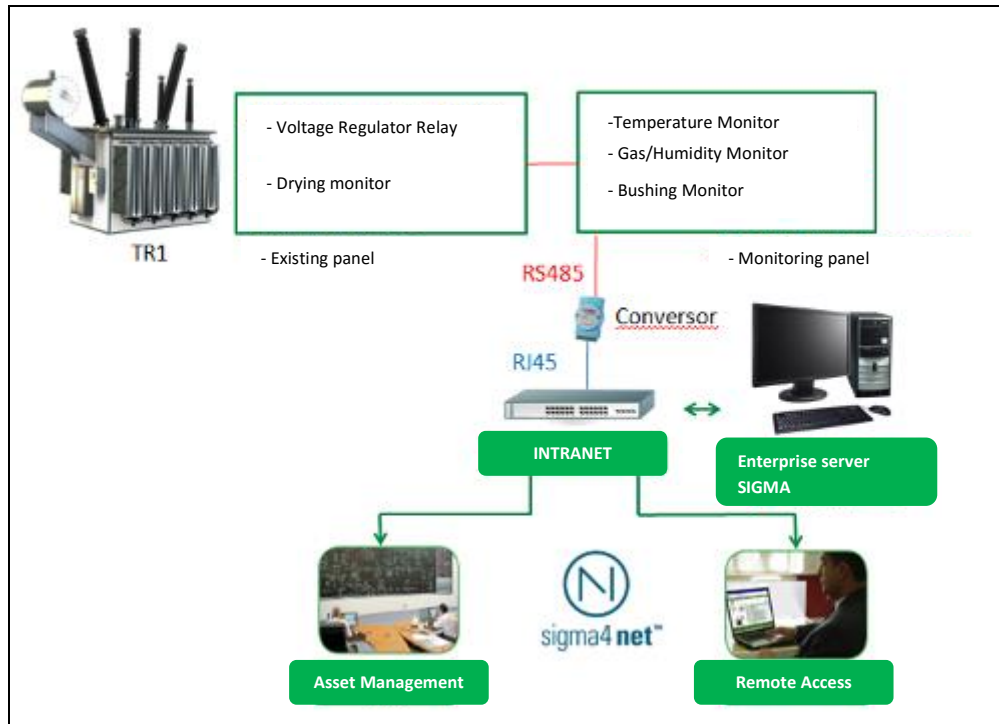 - Voltage Regulator Relay
- Drying monitor
-Temperature Monitor
- Gas/Humidity Monitor
- Bushing Monitor
TR1
- Existing panel
- Monitoring panel
RS485
Conversor
RJ45
INTRANET
Enterprise server
SIGMA
sigma4net™
Asset Management
Remote Access